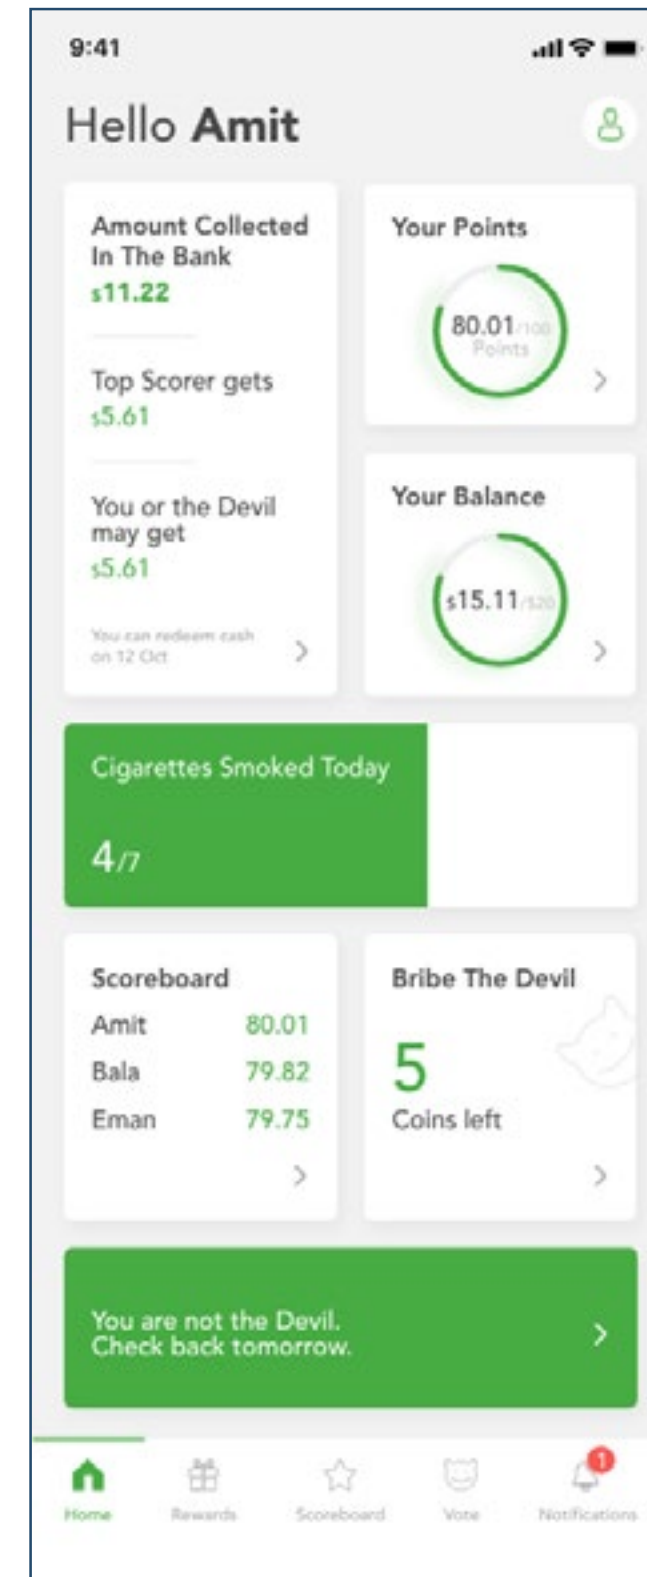 9:41
Hello Amit
Amount Collected
In The Bank
$11.22
Top Scorer gets
$5.61
You or the Devil
may get
$5.61
You can redeem cash
on 12 Oct
Your Points
80.01/100
Points
Your Balance
$15.11/$20
Cigarettes Smoked Today
4/7
Scoreboard
Amit 80.01
Bala 79.82
Eman 79.75
Bribe The Devil
5
Coins left
You are not the Devil.
Check back tomorrow.
1
Home Rewards Scoreboard Vote Notifications